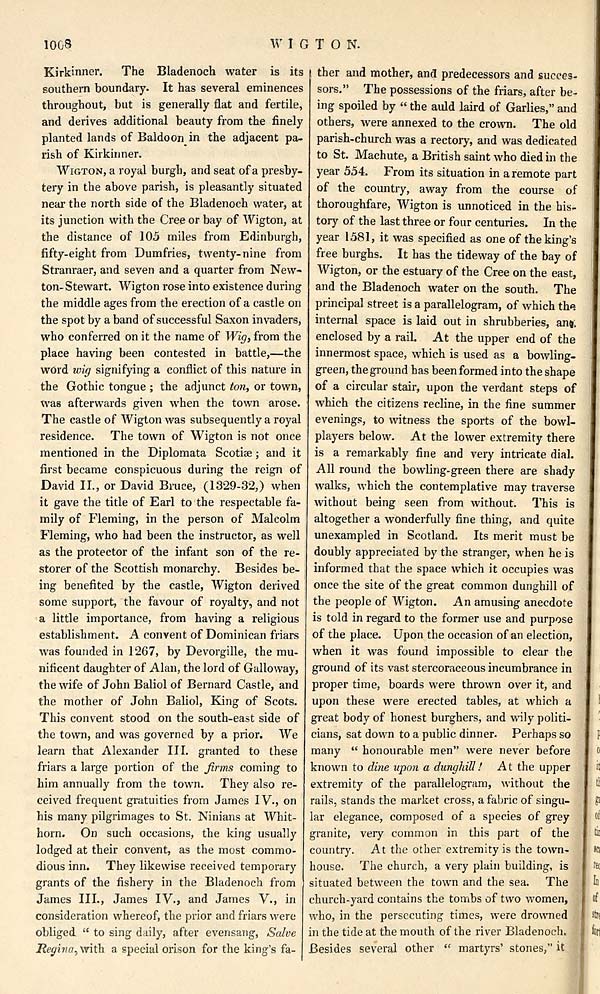 1008
WIGTON.
Kirkinner. The Bladenoch water is its
southern boundary. It has several eminences
throughout, but is generally flat and fertile,
and derives additional beauty from the finely
planted lands of Baldoon in the adjacent pa-
rish of Kirkinner.
WIGTON, a royal burgh, and seat of a presby-
tery in the above parish, is pleasantly situated
near the north side of the Bladenoch water, at
its junction with the Cree or bay of Wigton, at
the distance of 105 miles from Edinburgh,
fifty-eight from Dumfries, twenty-nine from
Stranraer, and seven and a quarter from New-
ton-Stewart. Wigton rose into existence during
the middle ages from the erection of a castle on
the spot by a band of successful Saxon invaders,
who conferred on it the name of Wig, from the
place having been contested in battle,—the
word wig signifying a conflict of this nature in
the Gothic tongue; the adjunct ton, or town,
was afterwards given when the town arose.
The castle of Wigton was subsequently a royal
residence. The town of Wigton is not once
mentioned in the Diplomata Scotiæ; and it
first became conspicuous during the reign of
David II., or David Bruce, (1329-32,) when
it gave the title of Earl to the respectable fa-
mily of Fleming, in the person of Malcolm
Fleming, who had been the instructor, as well
as the protector of the infant son of the re-
storer of the Scottish monarchy. Besides be-
ing benefited by the castle, Wigton derived
some support, the favour of royalty, and not
a little importance, from having a religious
establishment. A convent of Dominican friars
was founded in 1267, by Devorgille, the mu-
nificent daughter of Alan, the lord of Galloway,
the wife of John Baliol of Bernard Castle, and
the mother of John Baliol, King of Scots.
This convent stood on the south-east side of
the town, and was governed by a prior. We
learn that Alexander III. granted to these
friars a large portion of the firms coming to
him annually from the town. They also re-
ceived frequent gratuities from James IV., on
his many pilgrimages to St. Ninians at Whit-
horn. On such occasions, the king usually
lodged at their convent, as the most commo-
dious inn. They likewise received temporary
grants of the fishery in the Bladenoch from
James III., James IV., and James V., in
consideration whereof, the prior and friars were
obliged "to sing daily, after evensang, Salve
Regina, with a special orison for the king's fa-
ther and mother, and predecessors and succes-
sors." The possessions of the friars, after be-
ing spoiled by "the auld laird of Garlies," and
others, were annexed to the crown. The old
parish-church was a rectory, and was dedicated
to St. Machute, a British saint who died in the
year 554. From its situation in a remote part
of the country, away from the course of
thoroughfare, Wigton is unnoticed in the his-
tory of the last three or four centuries. In the
year 1581, it was specified as one of the king's
free burghs. It has the tideway of the bay of
Wigton, or the estuary of the Cree on the east,
and the Bladenoch water on the south. The
principal street is a parallelogram, of which the
internal space is laid out in shrubberies, and
enclosed by a rail. At the upper end of the
innermost space, which is used as a bowling-
green, the ground has been formed into the shape
of a circular stair, upon the verdant steps of
which the citizens recline, in the fine summer
evenings, to witness the sports of the bowl-
players below. At the lower extremity there
is a remarkably fine and very intricate dial.
All round the bowling-green there are shady
walks, which the contemplative may traverse
without being seen from without. This is
altogether a wonderfully fine thing, and quite
unexampled in Scotland. Its merit must be
doubly appreciated by the stranger, when he is
informed that the space which it occupies was
once the site of the great common dunghill of
the people of Wigton. An amusing anecdote
is told in regard to the former use and purpose
of the place. Upon the occasion of an election,
when it was found impossible to clear the
ground of its vast stercoraceous incumbrance in
proper time, boards were thrown over it, and
upon these were erected tables, at which a
great body of honest burghers, and wily politi-
cians, sat down to a public dinner. Perhaps so
many "honourable men" were never before
known to dine upon a dunghill! At the upper
extremity of the parallelogram, without the
rails, stands the market cross, a fabric of singu-
lar elegance, composed of a species of grey
granite, very common in this part of the
country. At the other extremity is the town-
house. The church, a very plain building, is
situated between the town and the sea. The
church-yard contains the tombs of two women,
who, in the persecuting times, were drowned
in the tide at the mouth of the river Bladenoch.
Besides several other "martyrs' stones," it